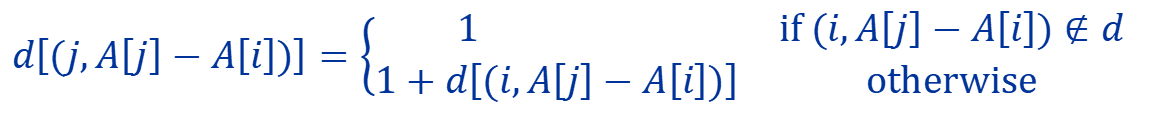 d[(j, A[j] − A[i])] = { 1 if (i, A[j] − A[i]) ∉ d
1 + d[(i, A[j] − A[i])] otherwise